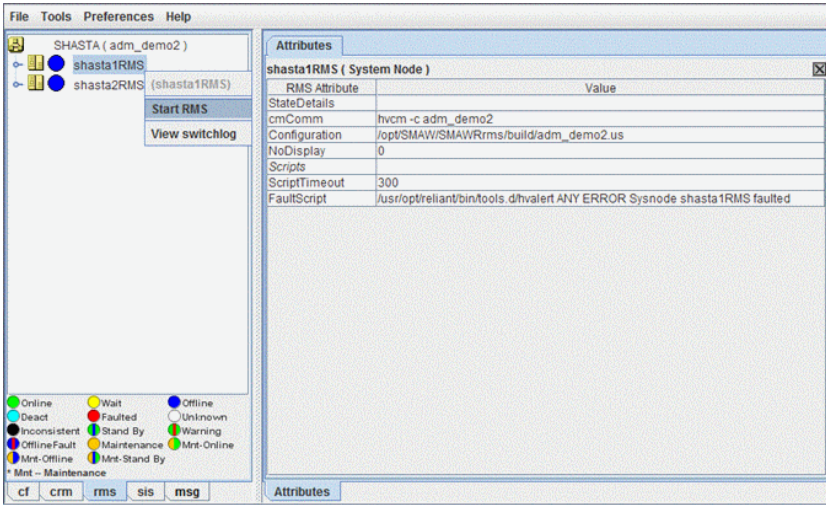 File Tools Preferences Help
SHASTA ( adm_demo2 )
shasta1RMS
shasta2RMS
(shasta1RMS)
Start RMS
View switchlog
Online Wait Offline
Deact Faulted Unknown
Inconsistent Stand By Warning
OfflineFault Maintenance Mnt-Online
Mnt-Offline Mnt-Stand By
* Mnt -- Maintenance
cf crm rms sis msg
Attributes
shasta1RMS ( System Node )
RMS Attribute Value
StateDetails
cmComm hvcm -c adm_demo2
Configuration /opt/SMAW/SMAWRrms/build/adm_demo2.us
NoDisplay 0
Scripts
ScriptTimeout 300
FaultScript /usr/opt/reliant/bin/tools.d/hvalert ANY ERROR Sysnode shasta1RMS faulted
Attributes